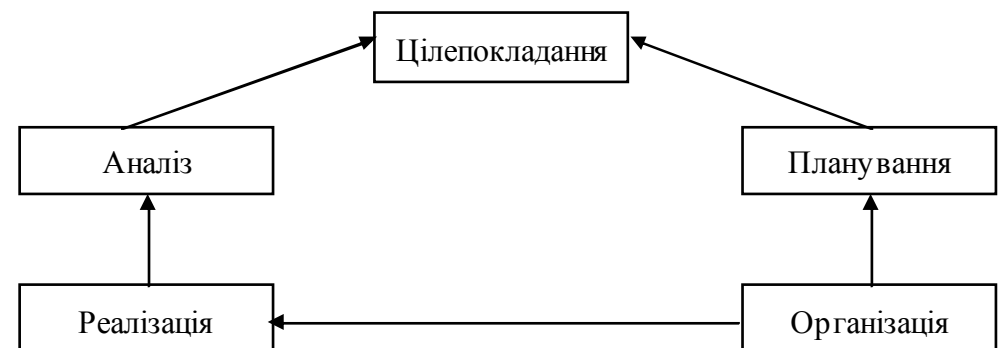 Цілепокладання
Аналіз
Планування
Реалізація
Організація